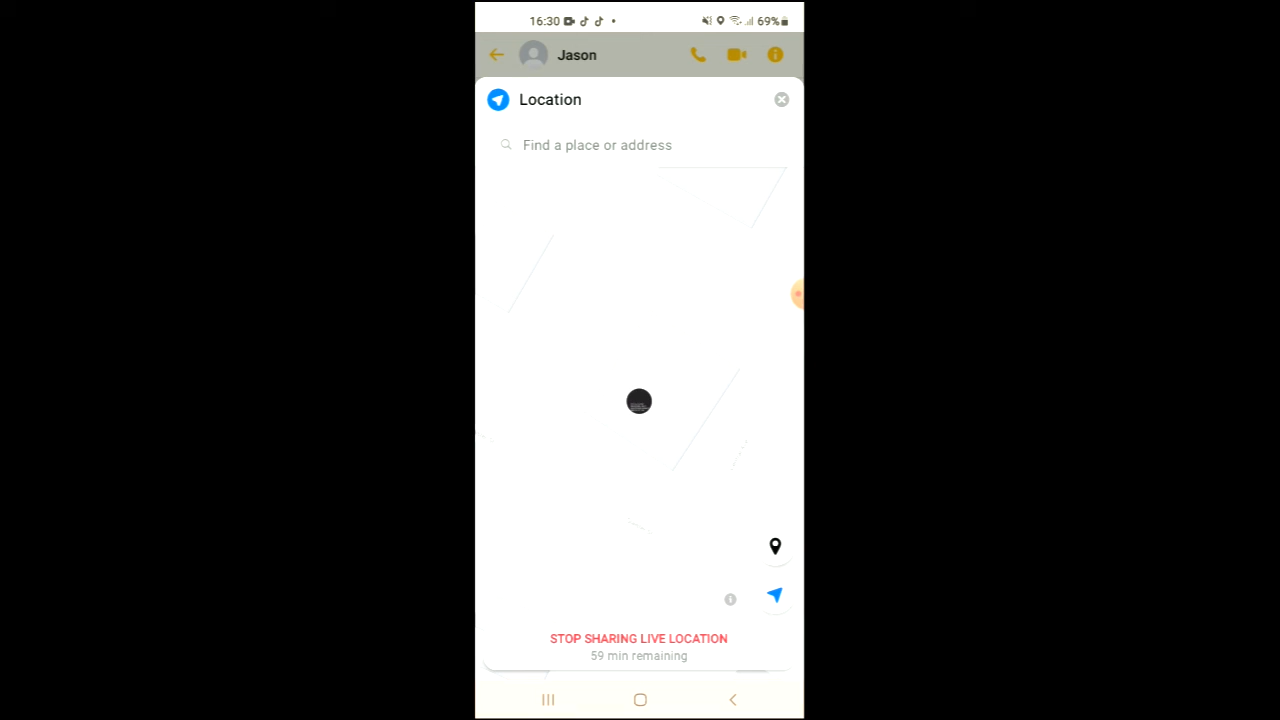 16:30 69%
Jason
Location
Find a place or address
STOP SHARING LIVE LOCATION
59 min remaining